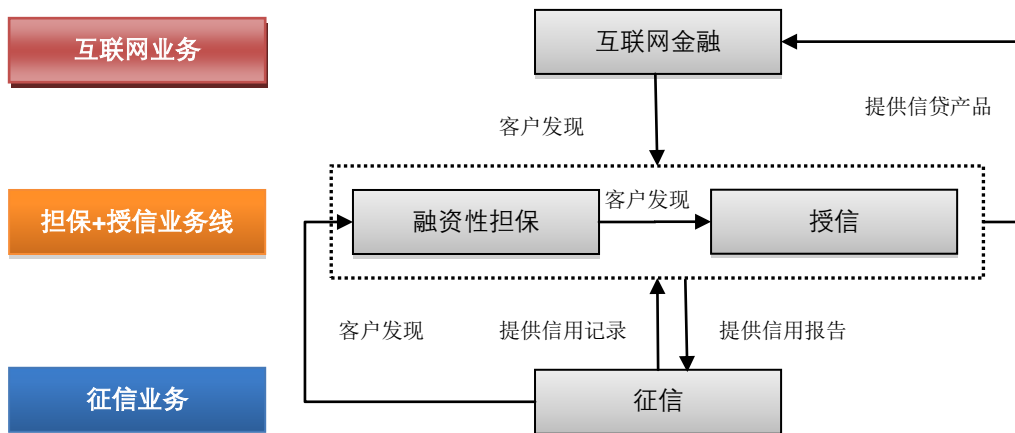 互联网业务
互联网金融
提供信贷产品
客户发现
担保+授信业务线
融资性担保
客户发现
授信
客户发现
提供信用记录
提供信用报告
征信业务
征信